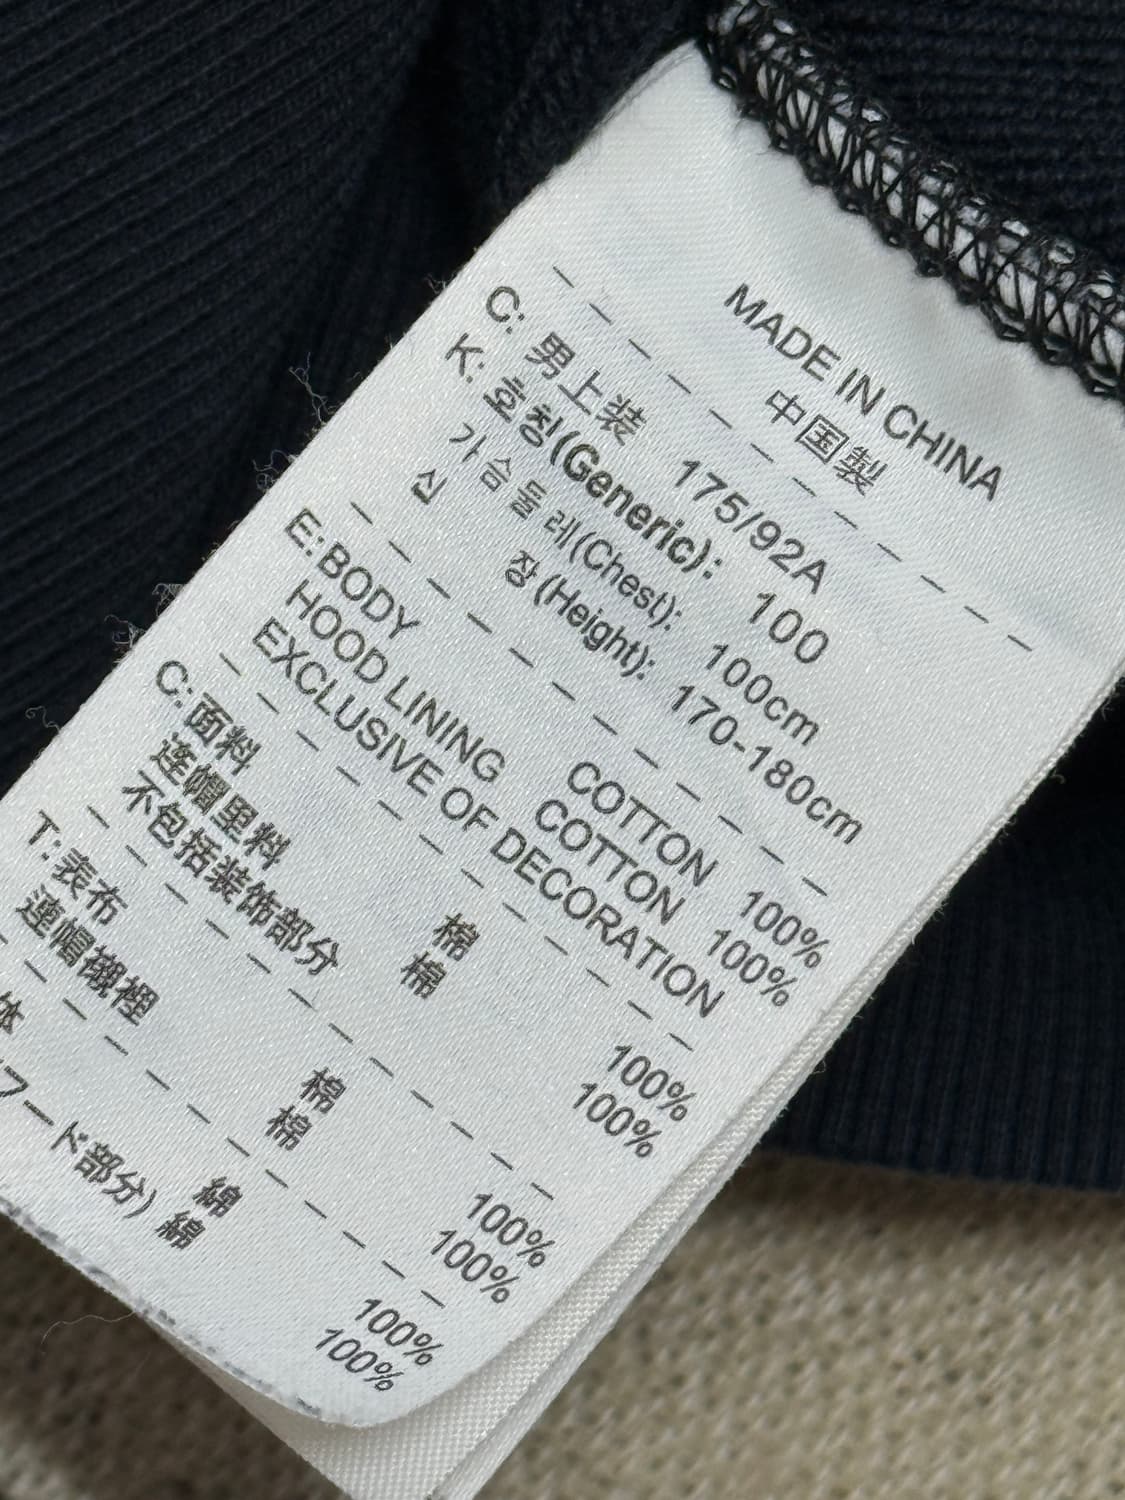 MADE IN CHINA
中国製
C: 男上装 175/92A
K: 호칭(Generic): 100
가슴둘레(Chest): 100cm
신 장(Height): 170-180cm
E: BODY COTTON 100%
HOOD LINING COTTON 100%
EXCLUSIVE OF DECORATION
C: 面料 棉 100%
连帽里料 棉 100%
不包括装饰部分
T: 表布 棉 100%
連帽襯裡 棉 100%
体 綿 100%
フード部分) 綿 100%